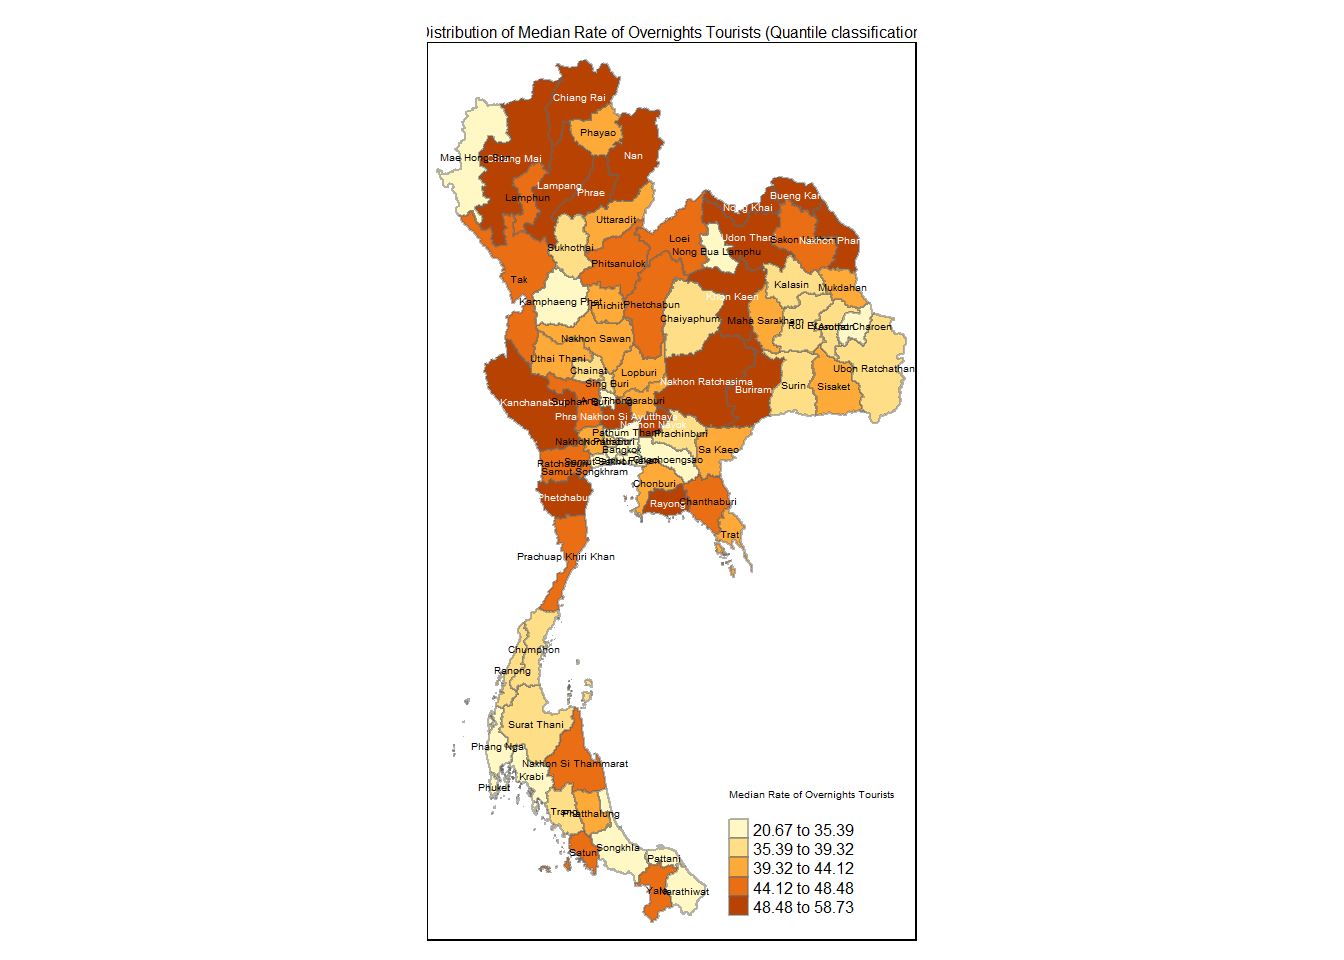 Distribution of Median Rate of Overnights Tourists (Quantile classification
Chiang Rai
Phayao
Nan
Mae Hong Son
Chiang Mai
Lampang
Phrae
Lamphun
Bueng Kan
Nong Khai
Uttaradit
Loei
Udon Thani
Sakon
Nakhon Phanom
Sukhothai
Nong Bua Lamphu
Phitsanulok
Tak
Kalasin
Mukdahan
Kamphaeng Phet
Phichit
Phetchabun
Khon Kaen
Chaiyaphum
Maha Sarakham
Roi Et
Yasothon
Amnat Charoen
Nakhon Sawan
Uthai Thani
Chainat
Lopburi
Ubon Ratchathani
Sing Buri
Nakhon Ratchasima
Buriram
Surin
Sisaket
Kanchanaburi
Suphan Buri
Ang Thong
Saraburi
Phra Nakhon Si Ayutthaya
Nakhon Nayok
Pathum Thani
Prachinburi
Nakhon Pathom
Nonthaburi
Bangkok
Sa Kaeo
Ratchaburi
Samut Sakhon
Samut Prakan
Chachoengsao
Samut Songkhram
Chonburi
Phetchaburi
Rayong
Chanthaburi
Trat
Prachuap Khiri Khan
Chumphon
Ranong
Surat Thani
Phang Nga
Nakhon Si Thammarat
Krabi
Phuket
Trang
Phatthalung
Songkhla
Satun
Pattani
Yala
Narathiwat
Median Rate of Overnights Tourists
20.67 to 35.39
35.39 to 39.32
39.32 to 44.12
44.12 to 48.48
48.48 to 58.73